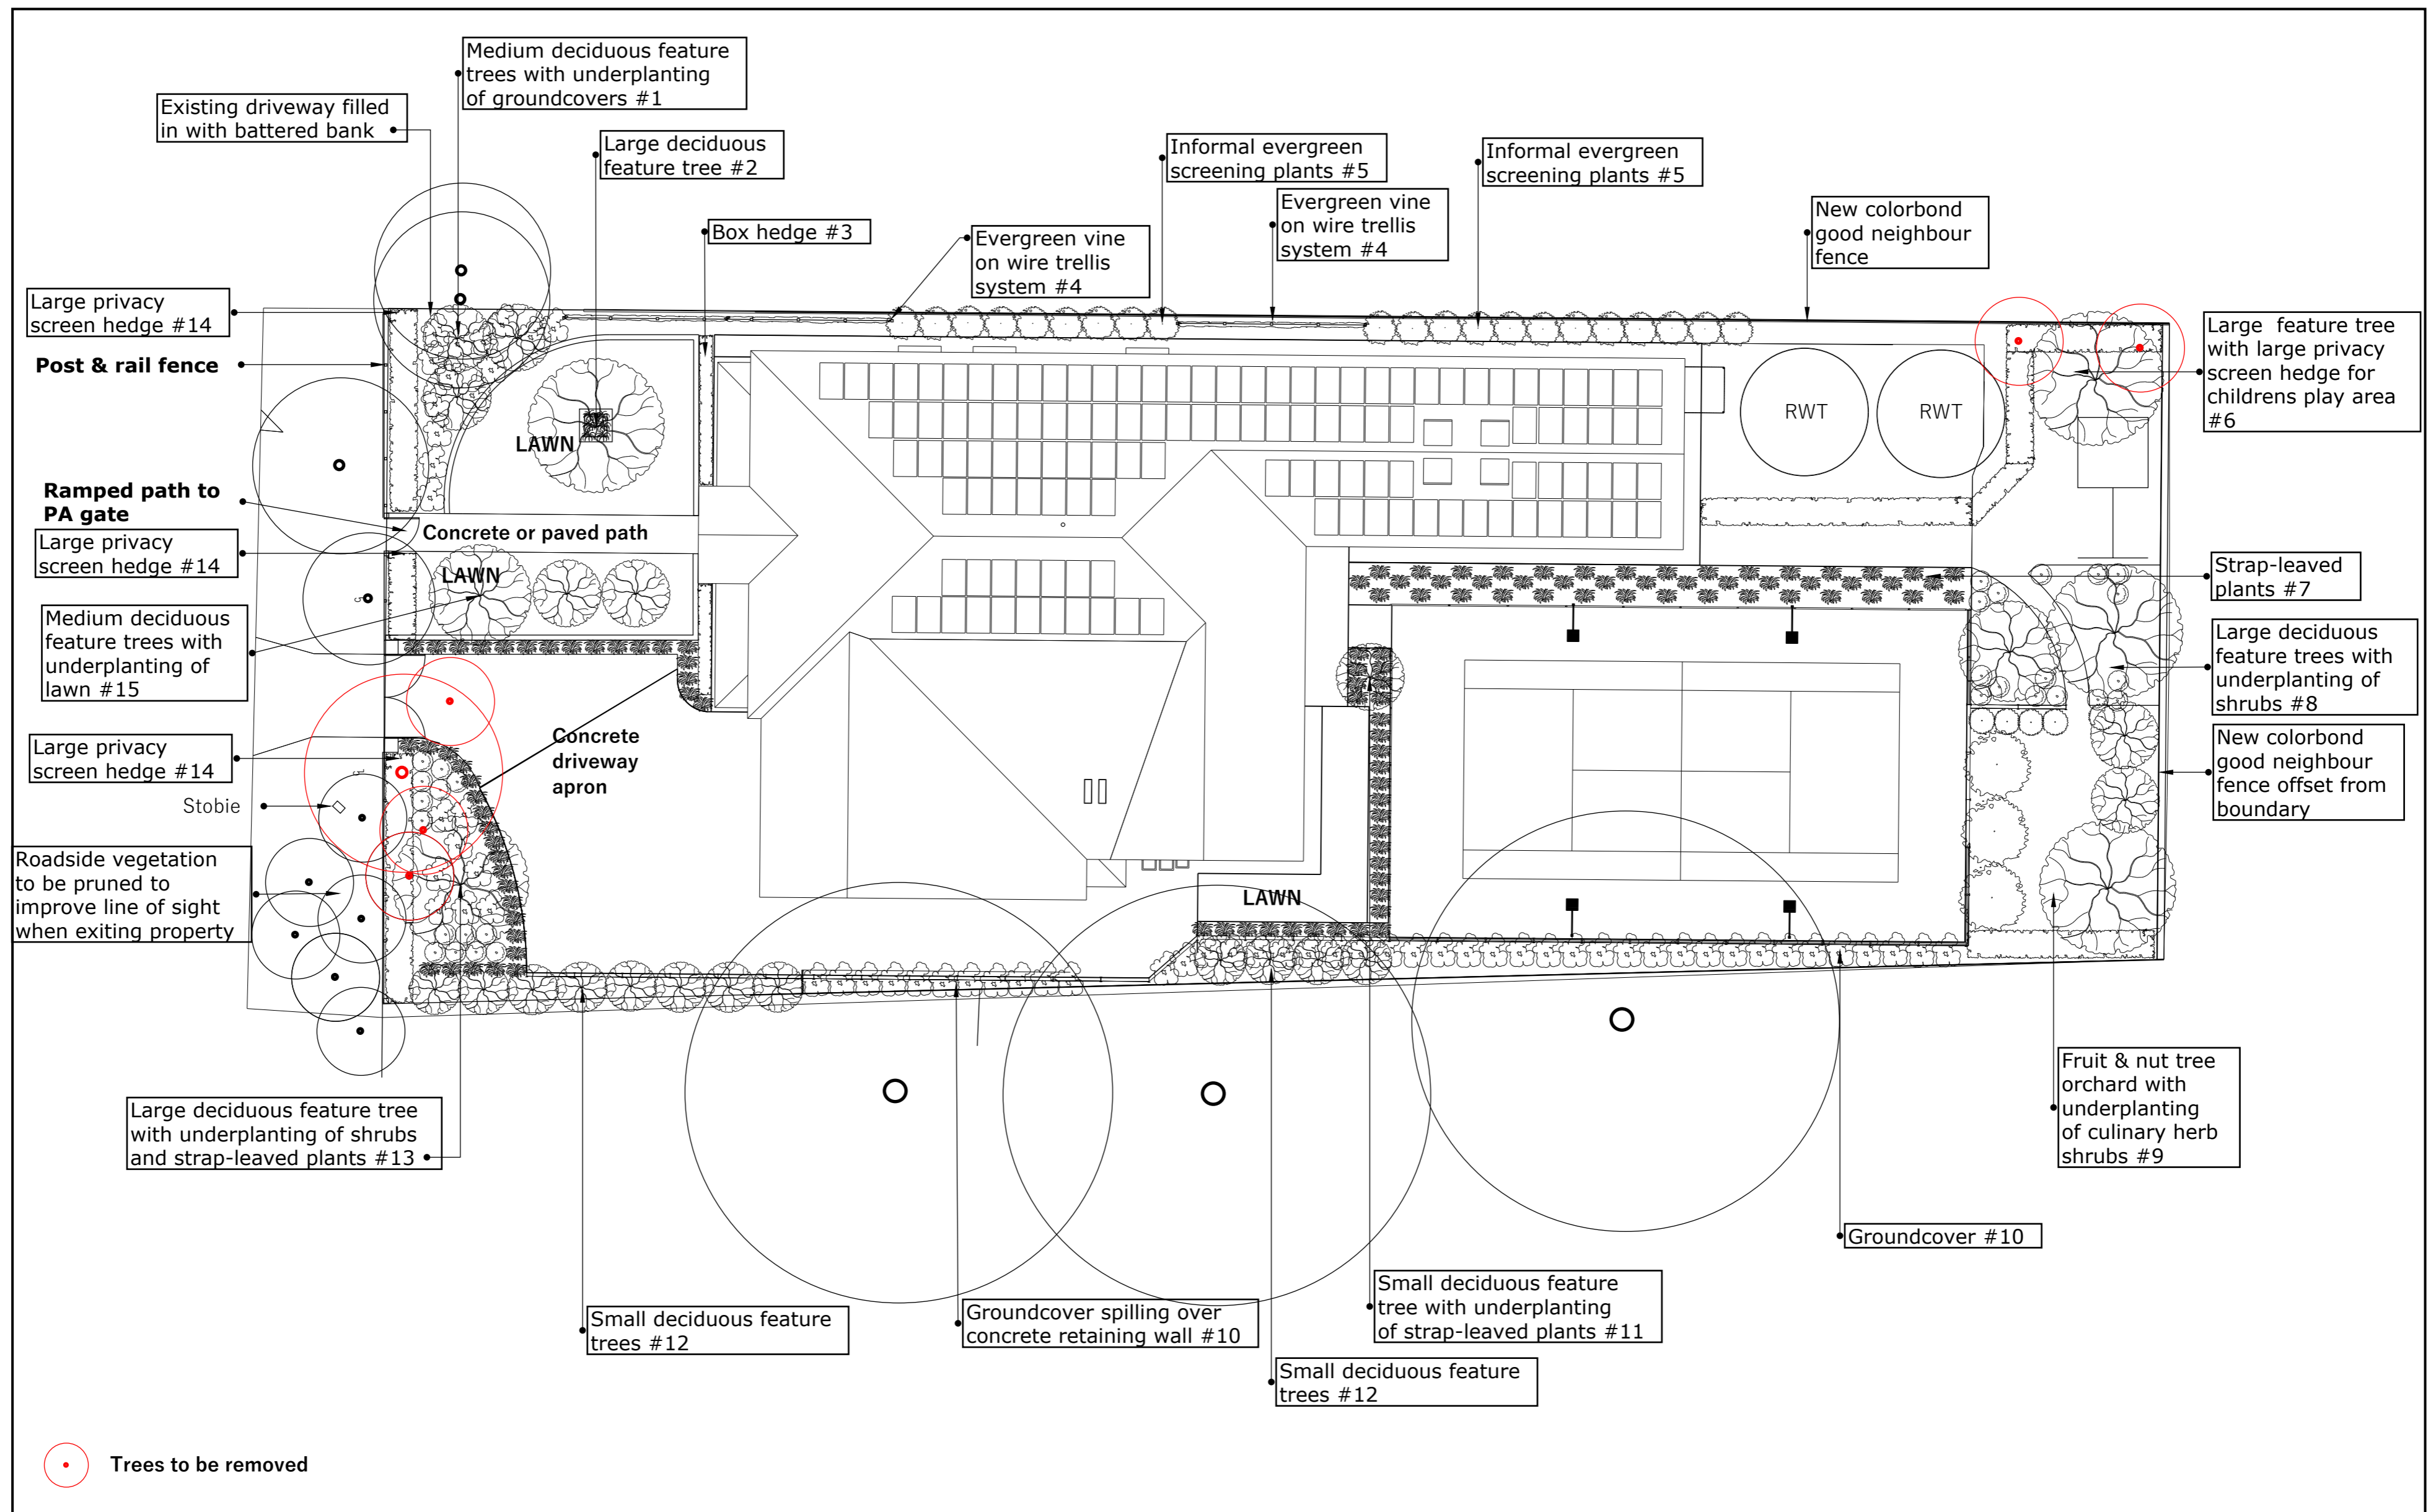 Medium deciduous feature
trees with underplanting
of groundcovers #1
Existing driveway filled
in with battered bank
Large deciduous
feature tree #2
Informal evergreen
screening plants #5
Informal evergreen
screening plants #5
Evergreen vine
on wire trellis
system #4
New colorbond
good neighbour
fence
Box hedge #3
Evergreen vine
on wire trellis
system #4
Large privacy
screen hedge #14
Post & rail fence
Large feature tree
with large privacy
screen hedge for
childrens play area
#6
RWT
RWT
LAWN
Ramped path to
PA gate
Concrete or paved path
Large privacy
screen hedge #14
LAWN
Strap-leaved
plants #7
Medium deciduous
feature trees with
underplanting of
lawn #15
Large deciduous
feature trees with
underplanting of
shrubs #8
Large privacy
screen hedge #14
Concrete
driveway
apron
New colorbond
good neighbour
fence offset from
boundary
Stobie
Roadside vegetation
to be pruned to
improve line of sight
when exiting property
LAWN
Large deciduous feature tree
with underplanting of shrubs
and strap-leaved plants #13
Fruit & nut tree
orchard with
underplanting
of culinary herb
shrubs #9
Groundcover #10
Small deciduous feature
trees #12
Groundcover spilling over
concrete retaining wall #10
Small deciduous feature
tree with underplanting
of strap-leaved plants #11
Small deciduous feature
trees #12
Trees to be removed